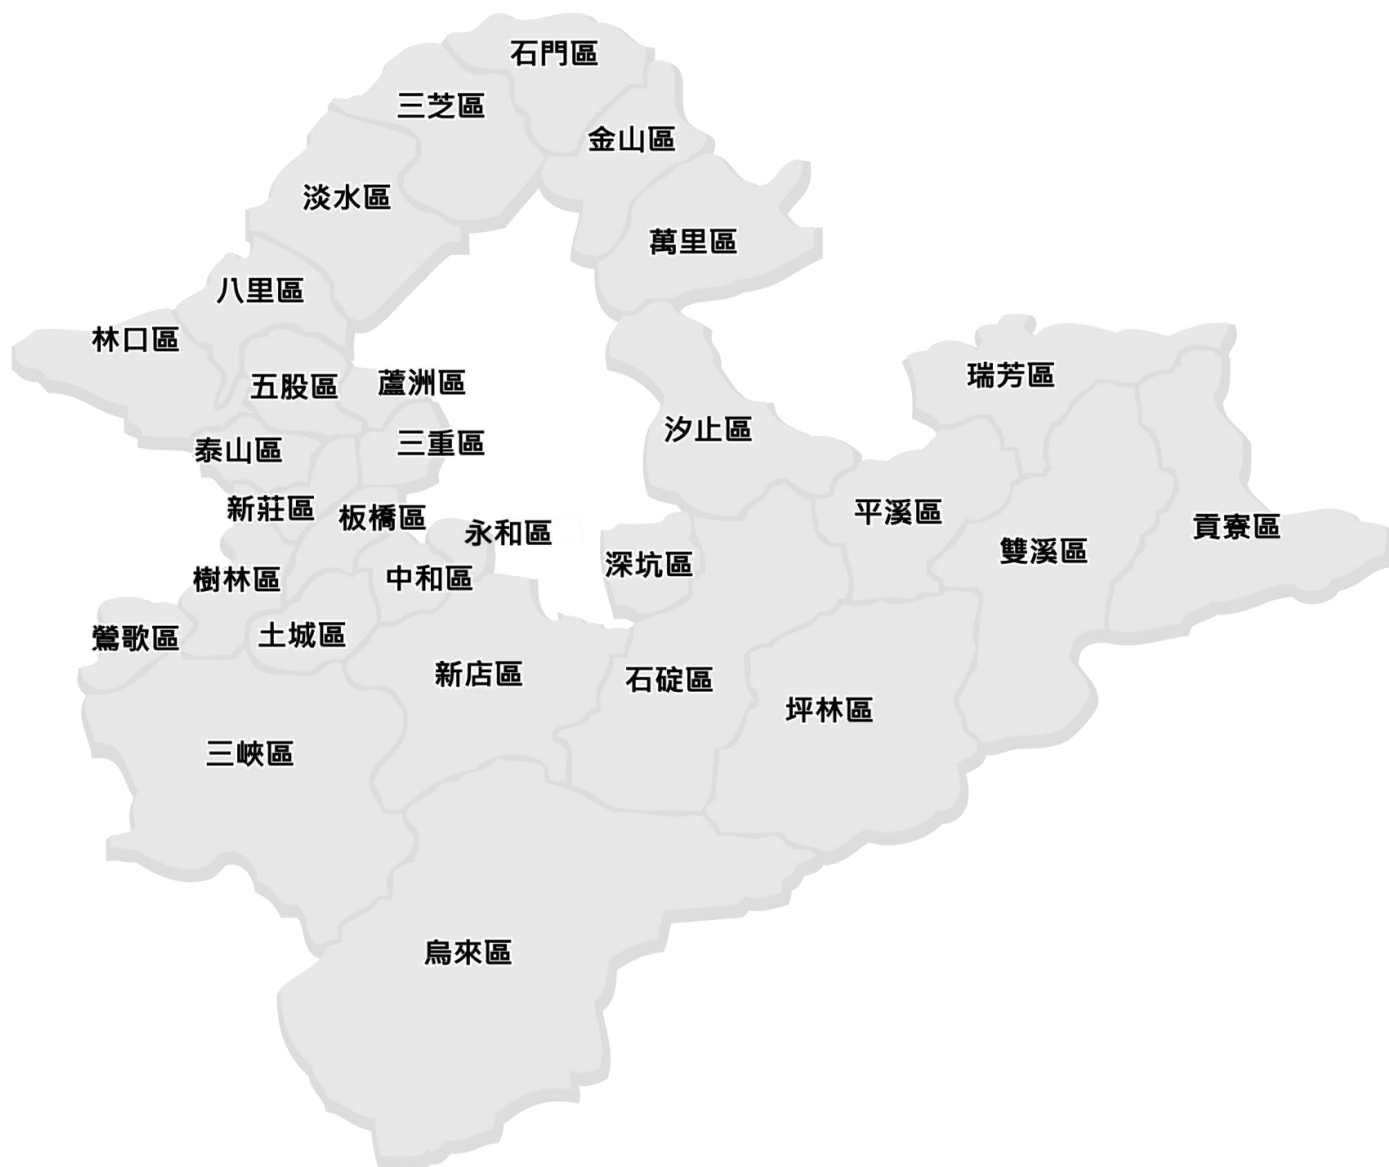 石門區
三芝區
金山區
淡水區
萬里區
八里區
林口區
瑞芳區
五股區
蘆洲區
汐止區
三重區
泰山區
新莊區
板橋區
平溪區
貢寮區
永和區
雙溪區
深坑區
中和區
樹林區
土城區
鶯歌區
新店區
石碇區
坪林區
三峽區
烏來區